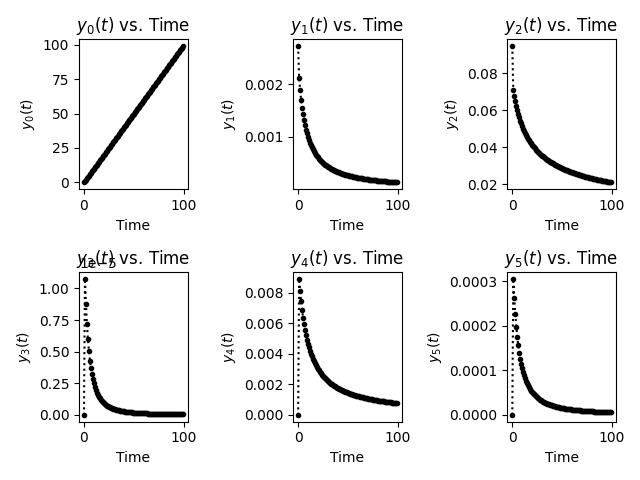 y₀(t) vs. Time
y₁(t) vs. Time
y₂(t) vs. Time
y₀(t)
100
75
50
25
0
0
100
Time
y₁(t)
0.002
0.001
0
100
Time
y₂(t)
0.08
0.06
0.04
0.02
0
100
Time
y₃(t) vs. Time
1e−5
y₄(t) vs. Time
y₅(t) vs. Time
y₃(t)
1.00
0.75
0.50
0.25
0.00
0
100
Time
y₄(t)
0.008
0.006
0.004
0.002
0.000
0
100
Time
y₅(t)
0.0003
0.0002
0.0001
0.0000
0
100
Time